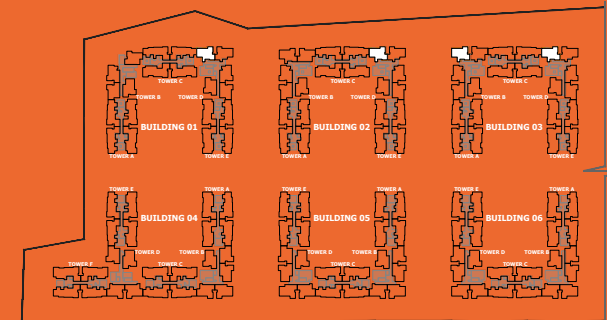 TOWER C TOWER C TOWER C
TOWER B TOWER D TOWER B TOWER D TOWER B TOWER D
BUILDING 01 BUILDING 02 BUILDING 03
TOWER A TOWER E TOWER A TOWER E TOWER A TOWER E
TOWER E TOWER A TOWER E TOWER A TOWER E TOWER A
BUILDING 04 BUILDING 05 BUILDING 06
TOWER D TOWER B TOWER D TOWER B TOWER D TOWER B
TOWER F TOWER C TOWER C TOWER C